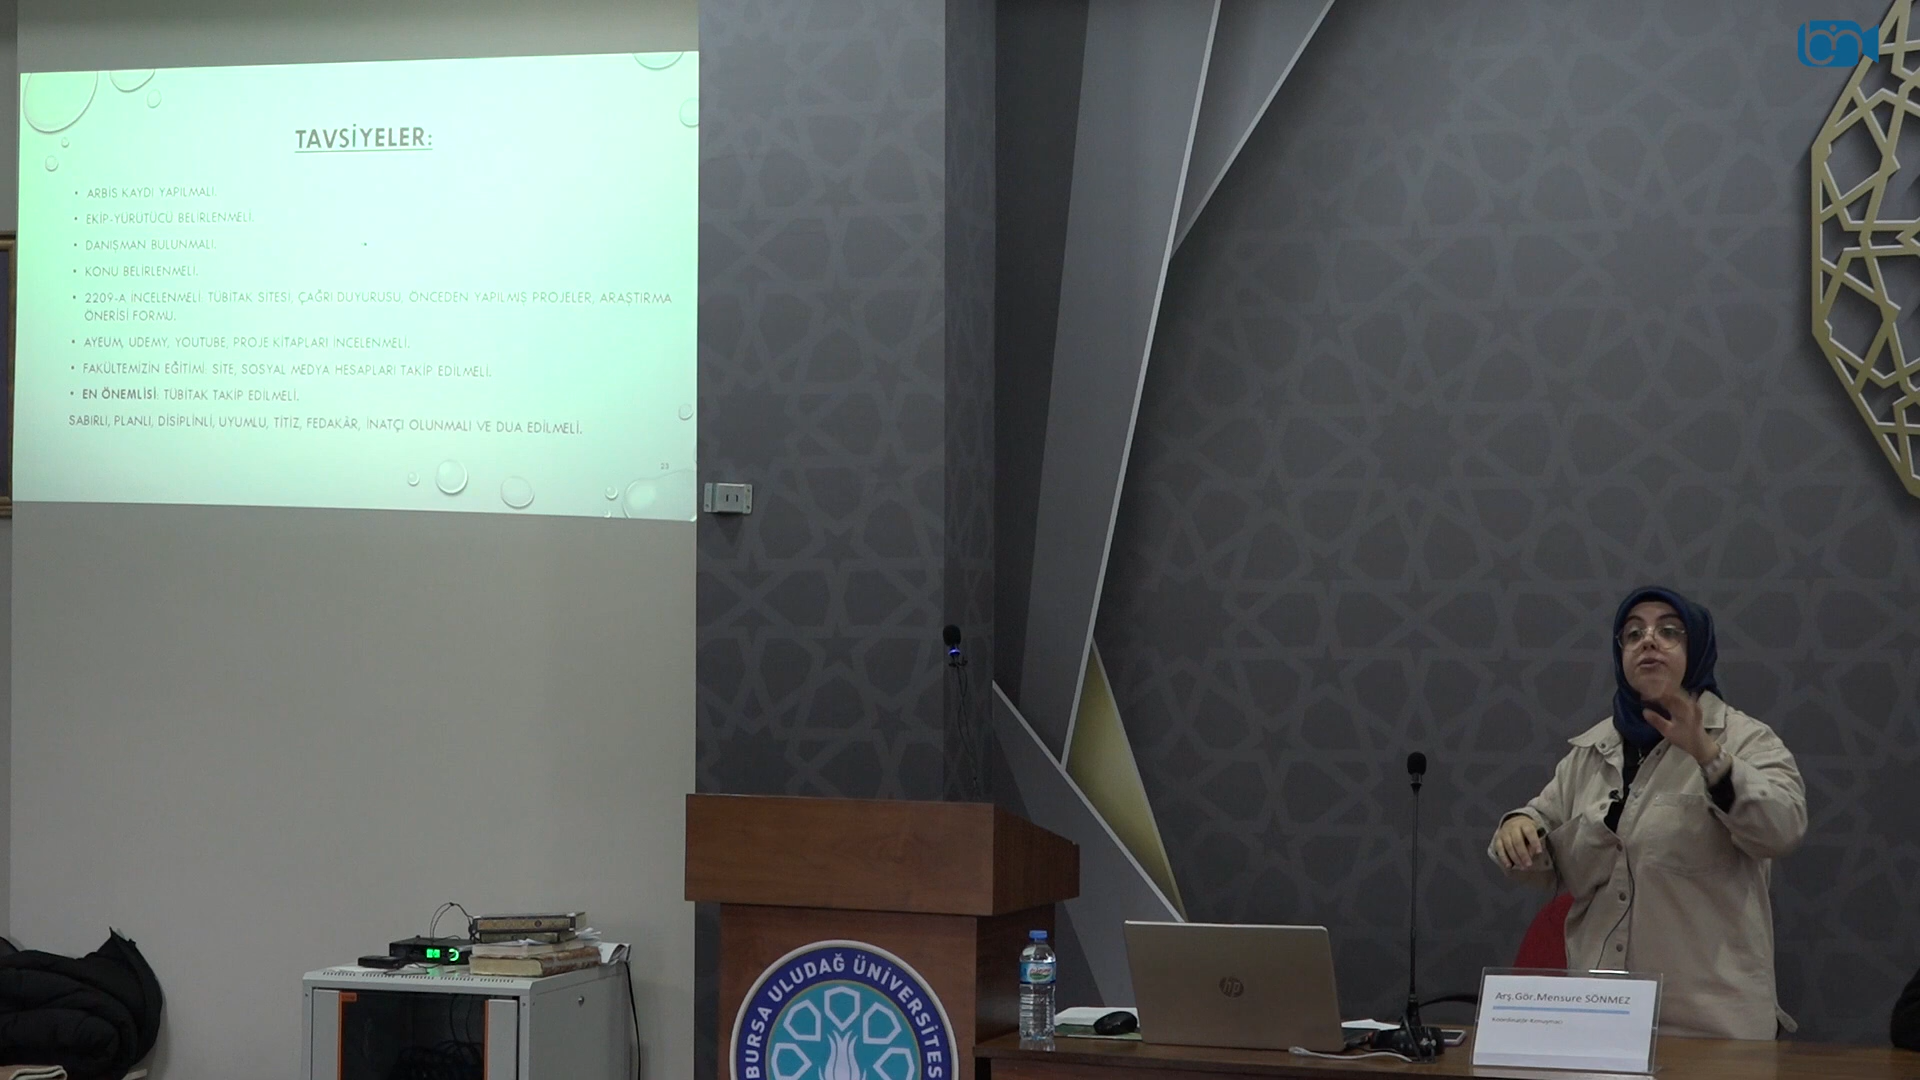 TAVSİYELER:
• ARBİS KAYDI YAPILMALI.
• EKİP-YÜRÜTÜCÜ BELİRLENMELİ.
• DANIŞMAN BULUNMALI.
• KONU BELİRLENMELİ.
• 2209-A İNCELENMELİ: TÜBİTAK SİTESİ, ÇAĞRI DUYURUSU, ÖNCEDEN YAPILMIŞ PROJELER, ARAŞTIRMA
ÖNERİSİ FORMU.
• AYEUM, UDEMY, YOUTUBE, PROJE KİTAPLARI İNCELENMELİ.
• FAKÜLTEMİZİN EĞİTİMİ: SİTE, SOSYAL MEDYA HESAPLARI TAKİP EDİLMELİ.
• EN ÖNEMLİSİ: TÜBİTAK TAKİP EDİLMELİ.
SABIRLI, PLANLI, DİSİPLİNLİ, UYUMLU, TİTİZ, FEDAKÂR, İNATÇI OLUNMALI VE DUA EDİLMELİ.
23
BURSA ULUDAĞ ÜNİVERSİTESİ
hp
Arş.Gör.Mensure SÖNMEZ